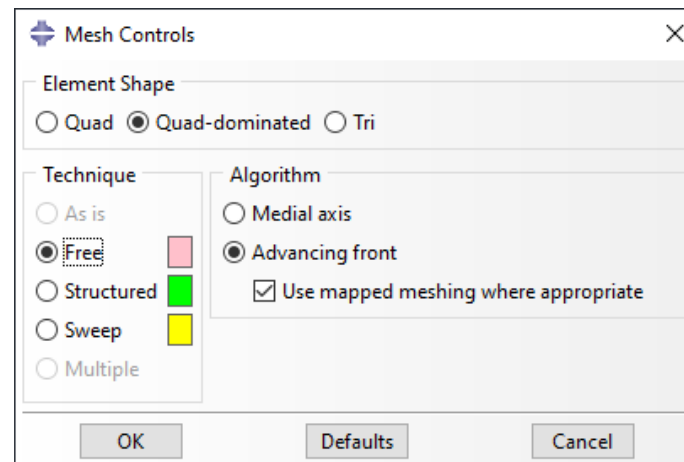 Mesh Controls
Element Shape
Quad Quad-dominated Tri
Technique
As is
Free
Structured
Sweep
Multiple
Algorithm
Medial axis
Advancing front
Use mapped meshing where appropriate
OK Defaults Cancel